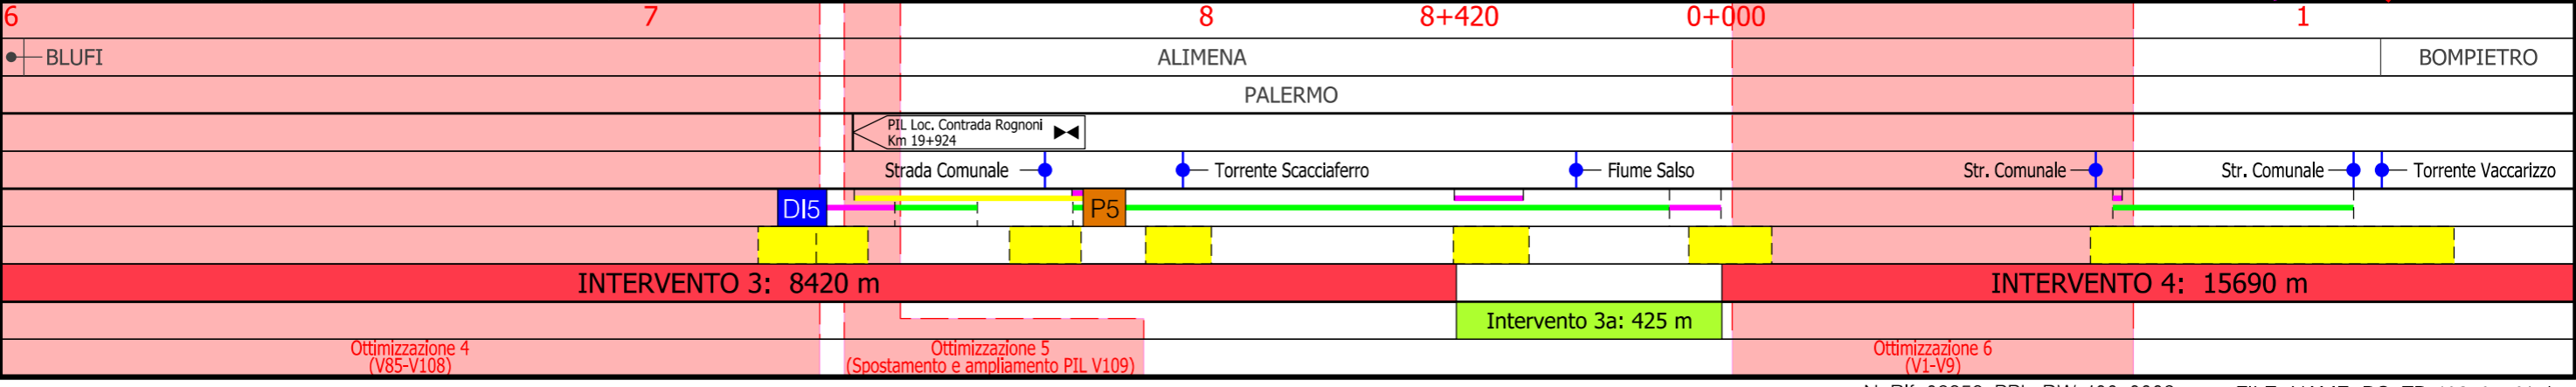 6 7 8 8+420 0+000 1
BLUFI ALIMENA BOMPIETRO
PALERMO
PIL Loc. Contrada Rognoni
Km 19+924
Strada Comunale Torrente Scacciaferro Fiume Salso Str. Comunale Str. Comunale Torrente Vaccarizzo
DI5 P5
INTERVENTO 3: 8420 m INTERVENTO 4: 15690 m
Intervento 3a: 425 m
Ottimizzazione 4
(V85-V108)
Ottimizzazione 5
(Spostamento e ampliamento PIL V109)
Ottimizzazione 6
(V1-V9)